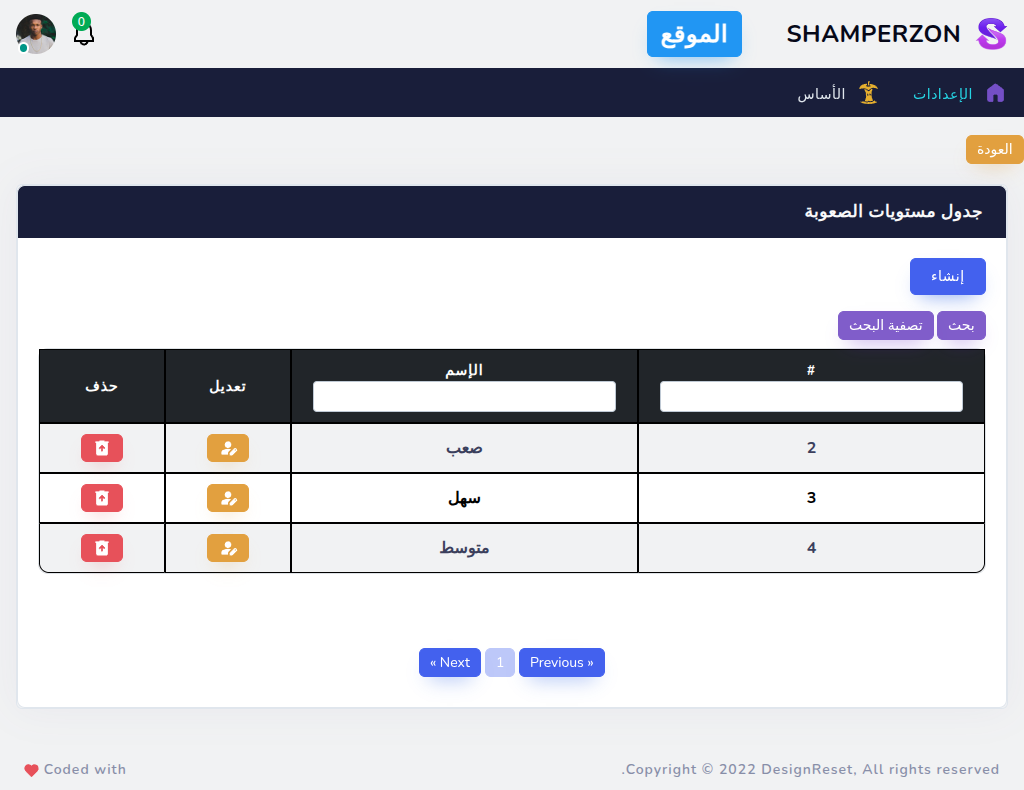 SHAMPERZON
الموقع
0
الإعدادات
الأساس
العودة
جدول مستويات الصعوبة
إنشاء
بحث تصفية البحث
# الإسم تعديل حذف
2 صعب
3 سهل
4 متوسط
« Next 1 Previous »
.Copyright © 2022 DesignReset, All rights reserved
Coded with